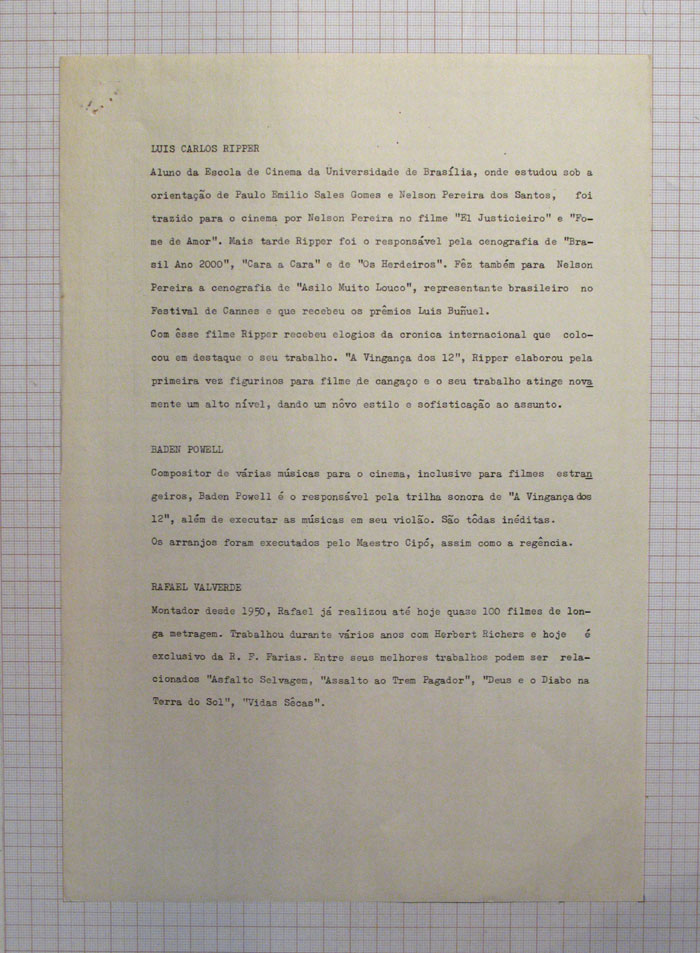 LUIS CARLOS RIPPER
Aluno da Escola de Cinema da Universidade de Brasília, onde estudou sob a
orientação de Paulo Emilio Sales Gomes e Nelson Pereira dos Santos, foi
trazido para o cinema por Nelson Pereira no filme "El Justicieiro" e "Fo-
me de Amor". Mais tarde Ripper foi o responsável pela cenografia de "Bra-
sil Ano 2000", "Cara a Cara" e de "Os Herdeiros". Fêz também para Nelson
Pereira a cenografia de "Asilo Muito Louco", representante brasileiro no
Festival de Cannes e que recebeu os prêmios Luis Buñuel.
Com êsse filme Ripper recebeu elogios da cronica internacional que colo-
cou em destaque o seu trabalho. "A Vingança dos 12", Ripper elaborou pela
primeira vez figurinos para filme de cangaço e o seu trabalho atinge nova
mente um alto nível, dando um nôvo estilo e sofisticação ao assunto.
BADEN POWELL
Compositor de várias músicas para o cinema, inclusive para filmes estran
geiros, Baden Powell é o responsável pela trilha sonora de "A Vingança dos
12", além de executar as músicas em seu violão. São tôdas inéditas.
Os arranjos foram executados pelo Maestro Cipó, assim como a regência.
RAFAEL VALVERDE
Montador desde 1950, Rafael já realizou até hoje quase 100 filmes de lon-
ga metragem. Trabalhou durante vários anos com Herbert Richers e hoje é
exclusivo da R. F. Farias. Entre seus melhores trabalhos podem ser rela-
cionados "Asfalto Selvagem, "Assalto ao Trem Pagador", "Deus e o Diabo na
Terra do Sol", "Vidas Sêcas".